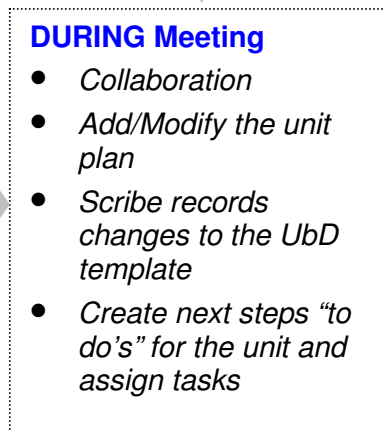 DURING Meeting
• Collaboration
• Add/Modify the unit
plan
• Scribe records
changes to the UbD
template
• Create next steps “to
do’s” for the unit and
assign tasks